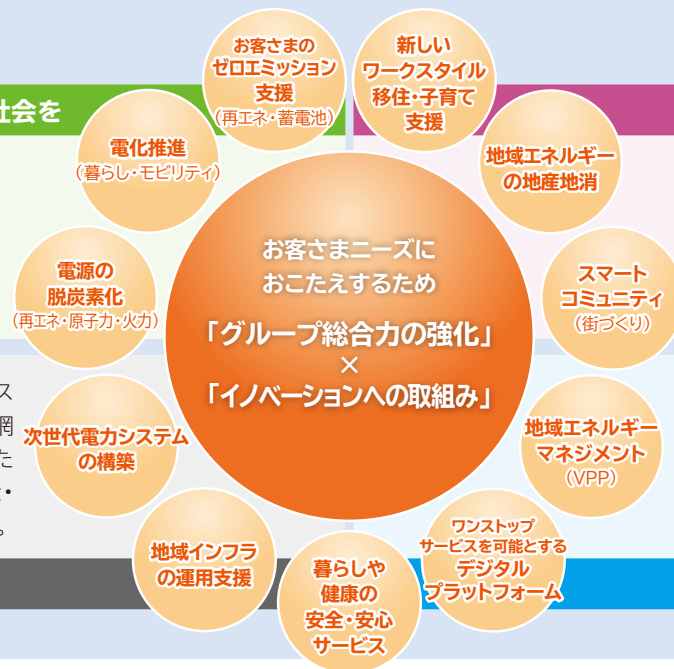 社会を
お客さまの
ゼロエミッション
支援
(再エネ・蓄電池)
新しい
ワークスタイル
移住・子育て
支援
電化推進
(暮らし・モビリティ)
地域エネルギー
の地産地消
電源の
脱炭素化
(再エネ・原子力・火力)
スマート
コミュニティ
(街づくり)
お客さまニーズに
おこたえするため
「グループ総合力の強化」
×
「イノベーションへの取組み」
ス
網
た
・
。
次世代電力システム
の構築
地域エネルギー
マネジメント
(VPP)
地域インフラ
の運用支援
暮らしや
健康の
安全・安心
サービス
ワンストップ
サービスを可能とする
デジタル
プラットフォーム